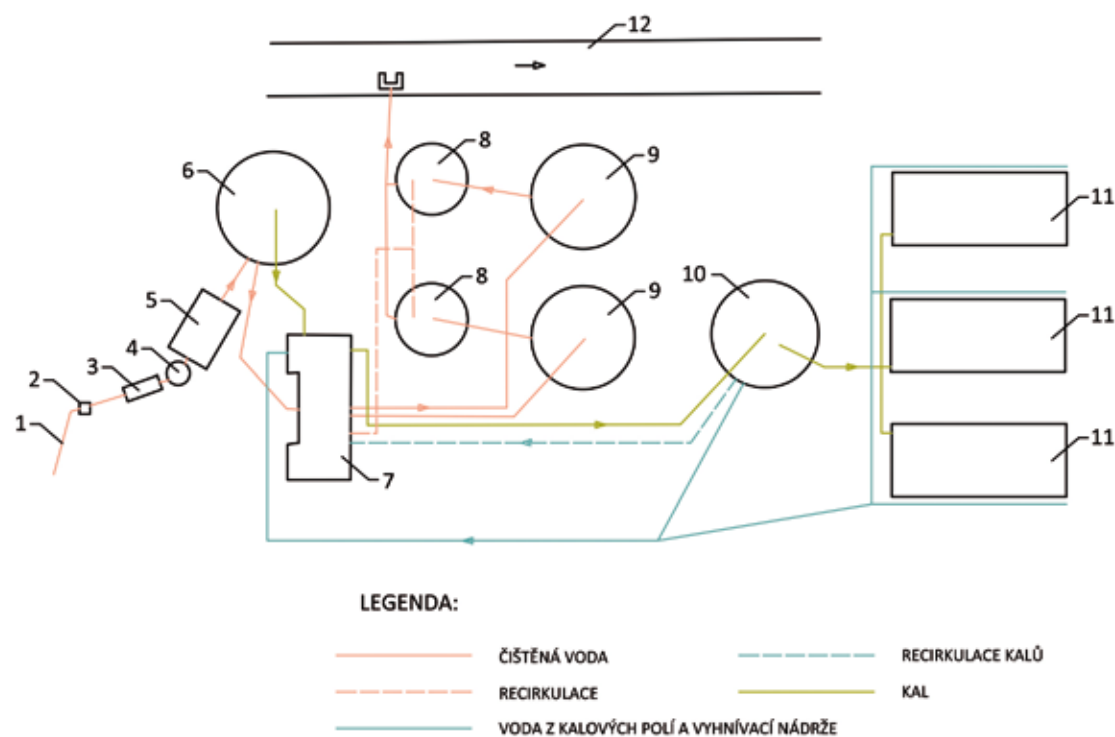 12
8
9
6
11
8
10
9
5
11
4
3
2
1
11
7
LEGENDA:
ČIŠTĚNÁ VODA
RECIRKULACE KALŮ
RECIRKULACE
KAL
VODA Z KALOVÝCH POLÍ A VYHNÍVACÍ NÁDRŽE